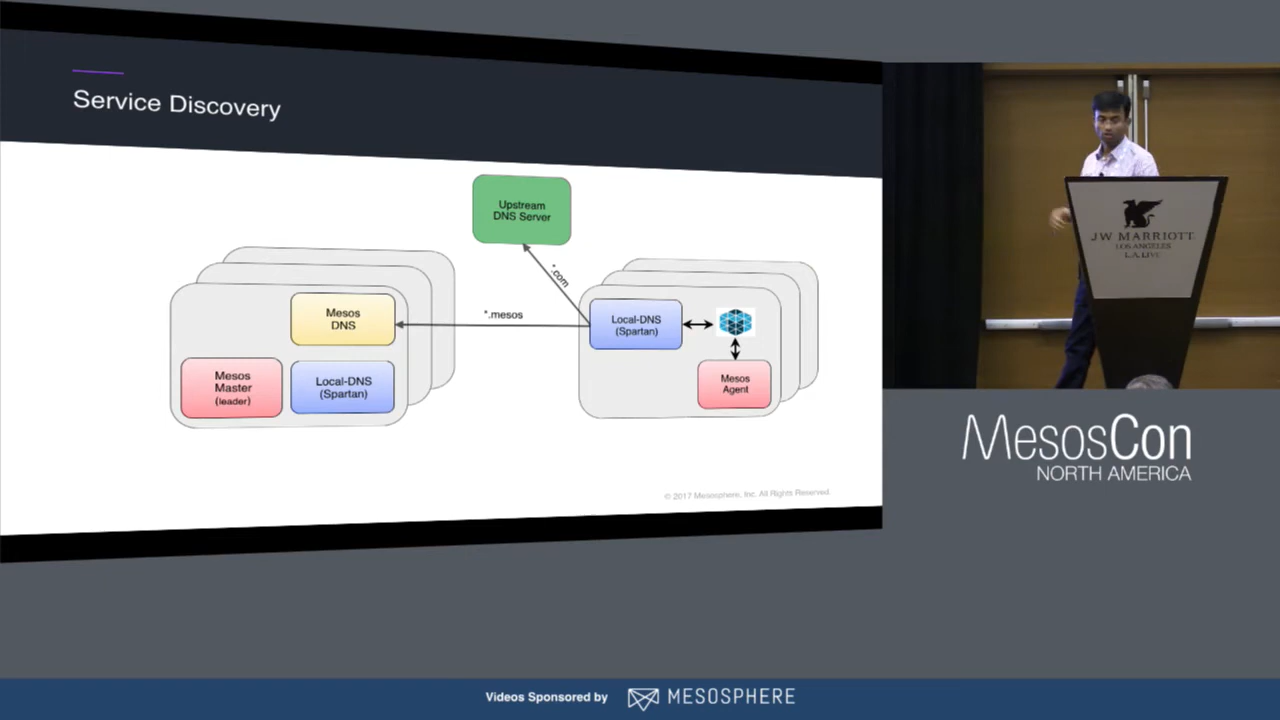 Service Discovery
Upstream
DNS Server
*.com
*.mesos
Mesos
DNS
Mesos
Master
(leader)
Local-DNS
(Spartan)
Local-DNS
(Spartan)
Mesos
Agent
© 2017 Mesosphere, Inc. All Rights Reserved.
JW MARRIOTT
LOS ANGELES
L.A. LIVE
MesosCon
NORTH AMERICA
Videos Sponsored by
MESOSPHERE